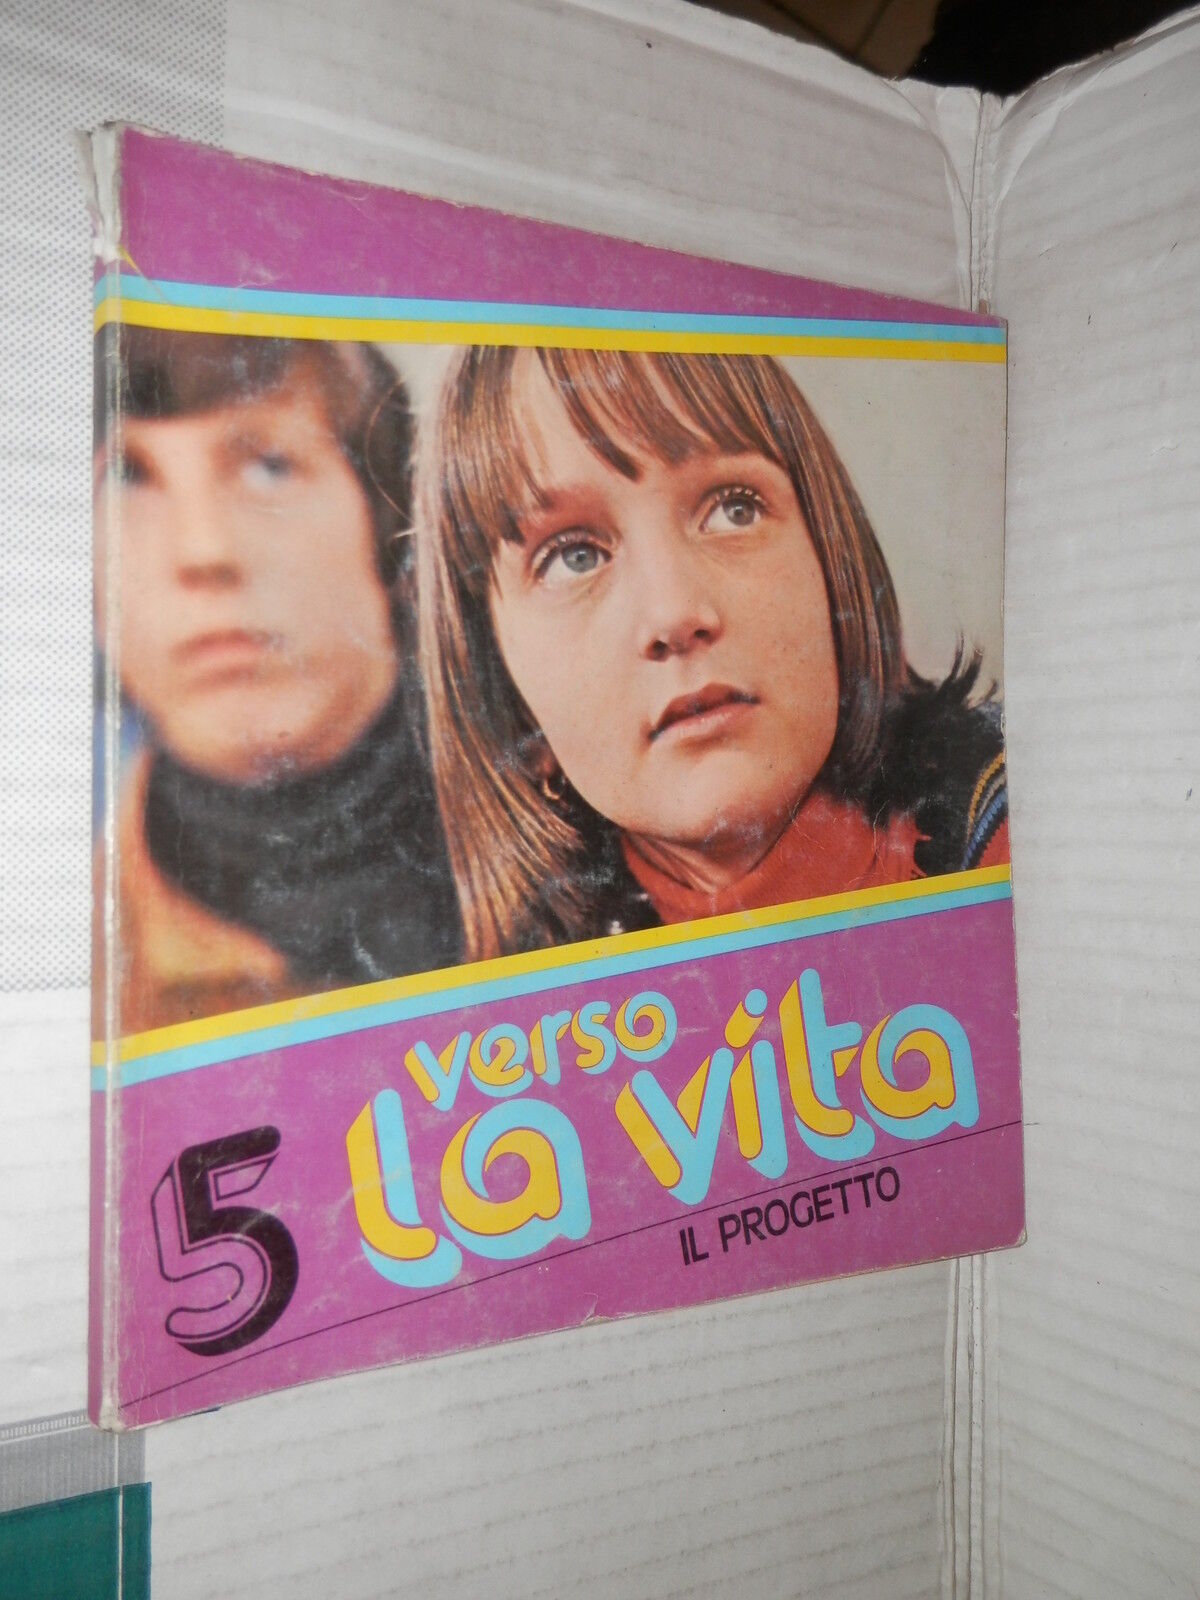 verso
la vita
5
IL PROGETTO